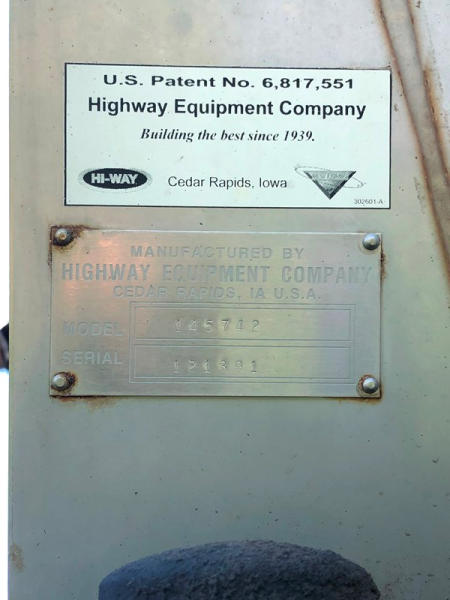 U.S. Patent No. 6,817,551
Highway Equipment Company
Building the best since 1939.
HI-WAY
Cedar Rapids, Iowa
302601-A
MANUFACTURED BY
HIGHWAY EQUIPMENT COMPANY
CEDAR RAPIDS, IA U.S.A.
MODEL 145742
SERIAL